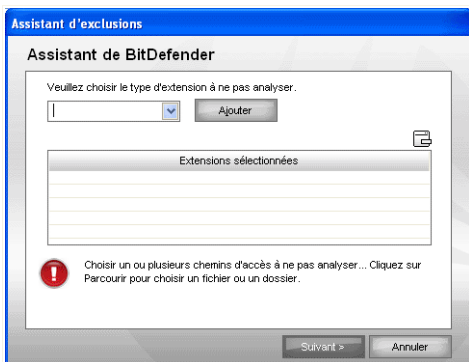 Assistant d'exclusions
Assistant de BitDefender
Veuillez choisir le type d'extension à ne pas analyser.
Ajouter
Extensions sélectionnées
Choisir un ou plusieurs chemins d'accès à ne pas analyser... Cliquez sur
Parcourir pour choisir un fichier ou un dossier.
Suivant >
Annuler